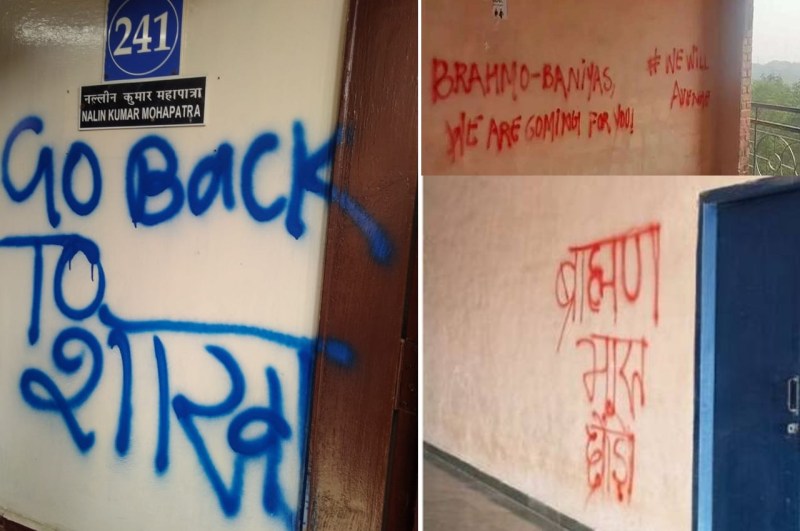 241
नल्लीन कुमार महापात्रा
NALIN KUMAR MOHAPATRA
GO BACK
TO
शाखा
BRAHMO-BANIYAS,
WE ARE COMING FOR YOU!
# WE WILL
AVENGE
ब्राह्मण
भारत
छोड़ो